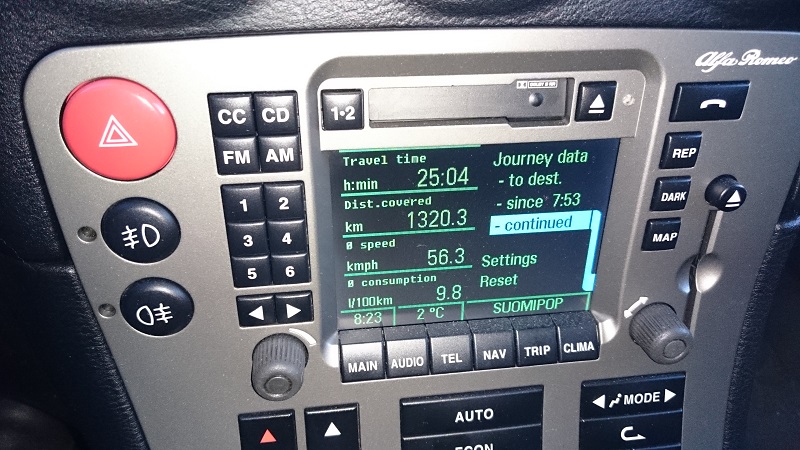 Alfa Romeo
CC CD
FM AM
1•2
DOLBY B NR
REP
DARK
MAP
1 2
3 4
5 6
Travel time
h:min 25:04
Dist.covered
km 1320.3
Ø speed
kmph 56.3
Ø consumption
l/100km 9.8
8:23 2 °C SUOMIPOP
Journey data
- to dest.
- since 7:53
- continued
Settings
Reset
MAIN AUDIO TEL NAV TRIP CLIMA
AUTO
ECON
MODE